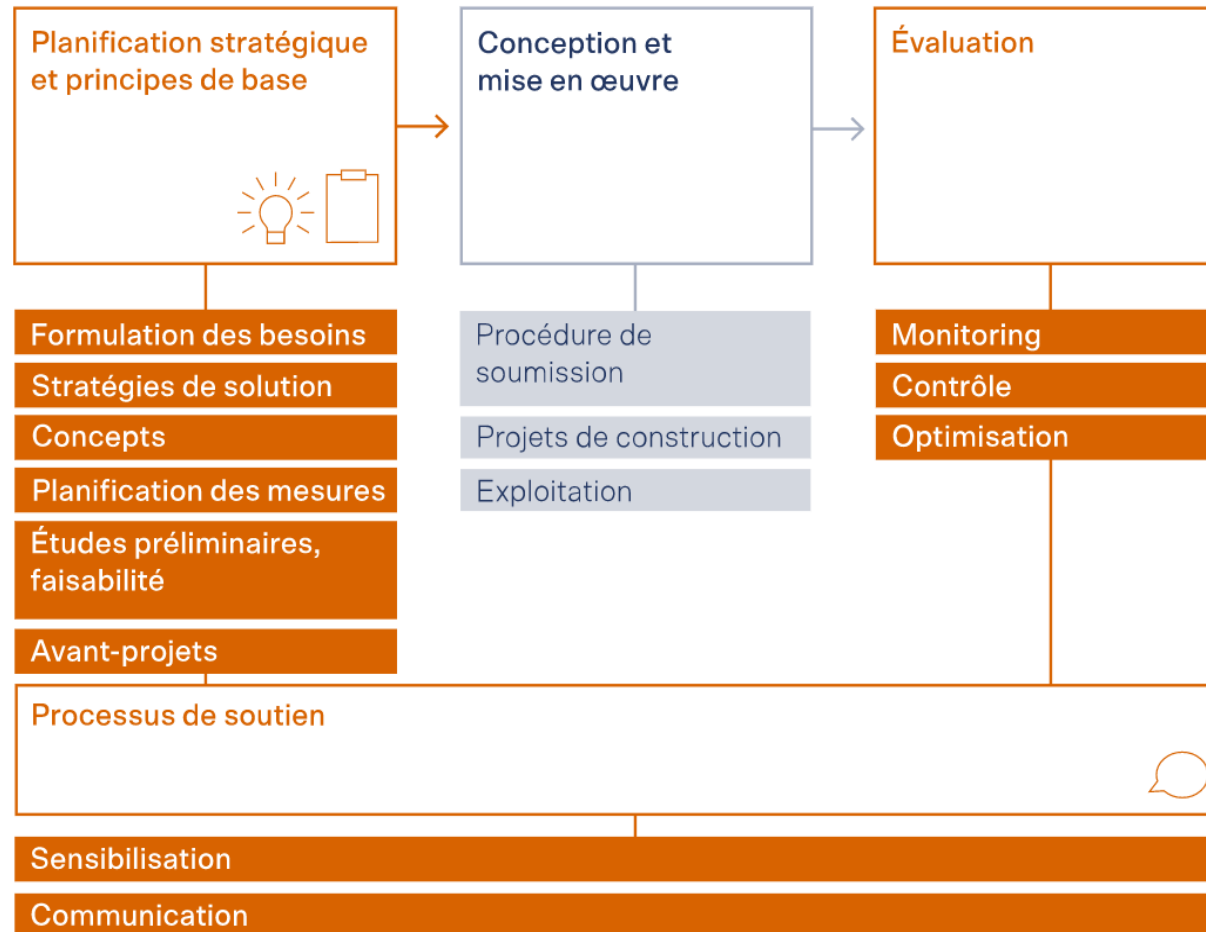 Planification stratégique
et principes de base
Conception et
mise en œuvre
Évaluation
Formulation des besoins
Stratégies de solution
Concepts
Planification des mesures
Études préliminaires,
faisabilité
Avant-projets
Procédure de
soumission
Projets de construction
Exploitation
Monitoring
Contrôle
Optimisation
Processus de soutien
Sensibilisation
Communication